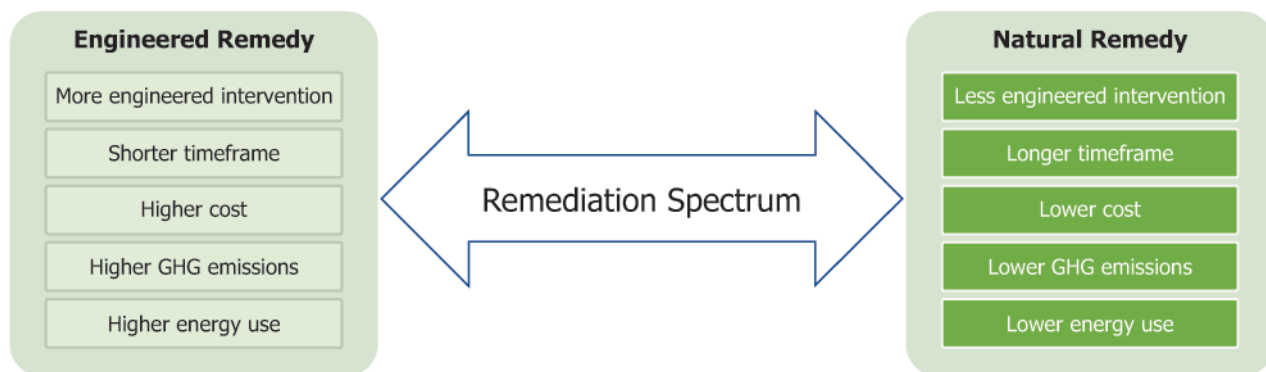 Engineered Remedy
More engineered intervention
Shorter timeframe
Higher cost
Higher GHG emissions
Higher energy use
Remediation Spectrum
Natural Remedy
Less engineered intervention
Longer timeframe
Lower cost
Lower GHG emissions
Lower energy use